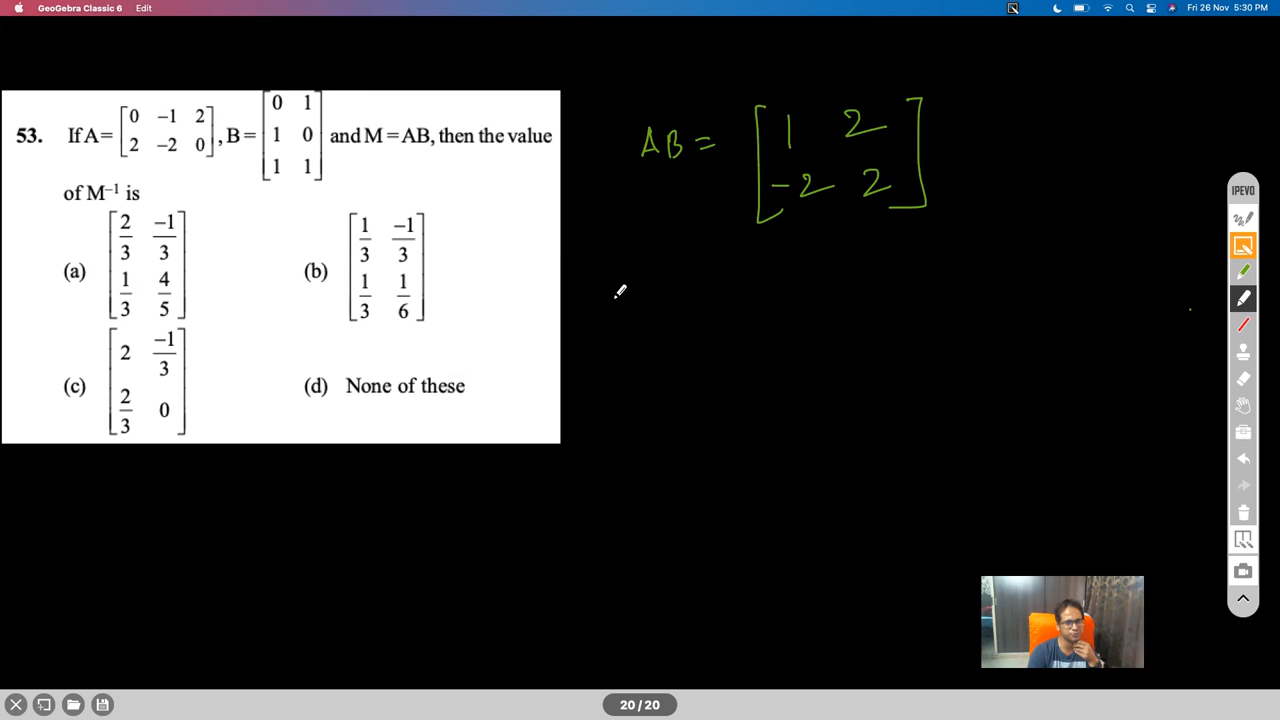 GeoGebra Classic 6 Edit Fri 26 Nov 5:30 PM
53. If A = [0 −1 2
2 −2 0], B = [0 1
1 0
1 1] and M = AB, then the value
of M⁻¹ is
(a) [2/3 −1/3
1/3 4/5]
(b) [1/3 −1/3
1/3 1/6]
(c) [2 −1/3
2/3 0]
(d) None of these
AB = [1 2
−2 2]
IPEVO
20 / 20